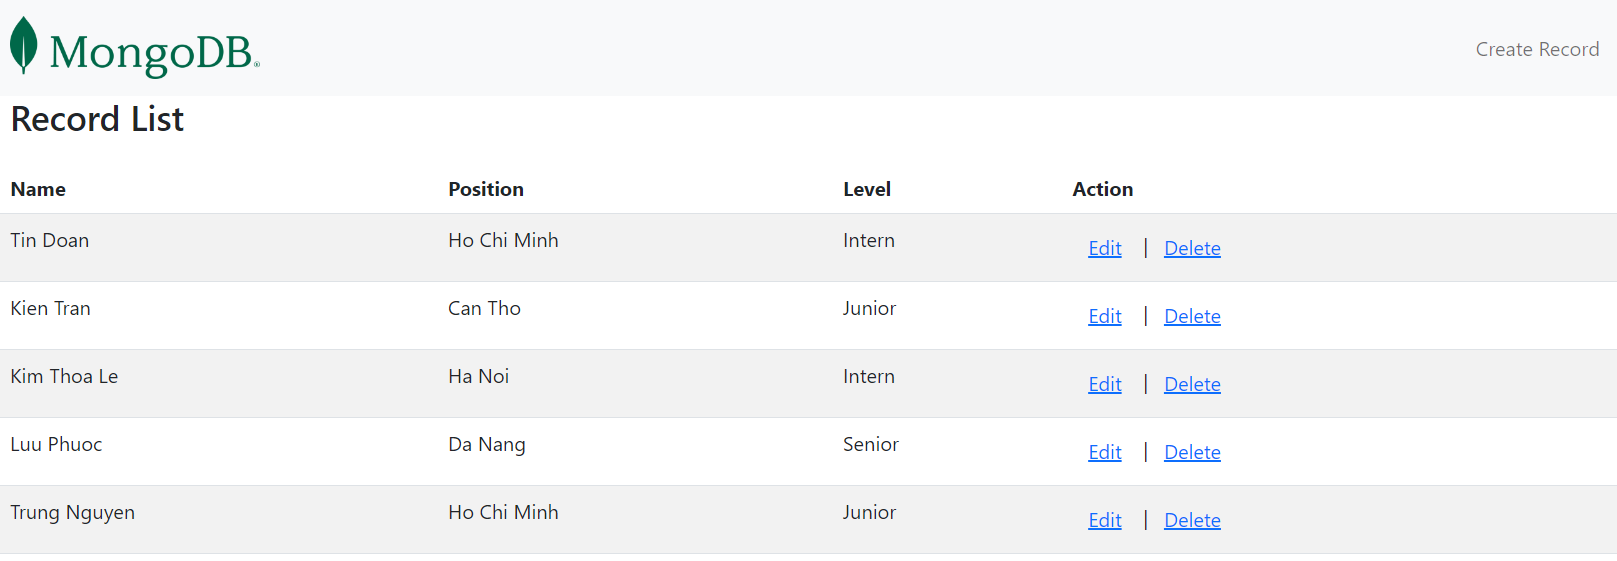 MongoDB®
Create Record
Record List
Name Position Level Action
Tin Doan Ho Chi Minh Intern Edit | Delete
Kien Tran Can Tho Junior Edit | Delete
Kim Thoa Le Ha Noi Intern Edit | Delete
Luu Phuoc Da Nang Senior Edit | Delete
Trung Nguyen Ho Chi Minh Junior Edit | Delete